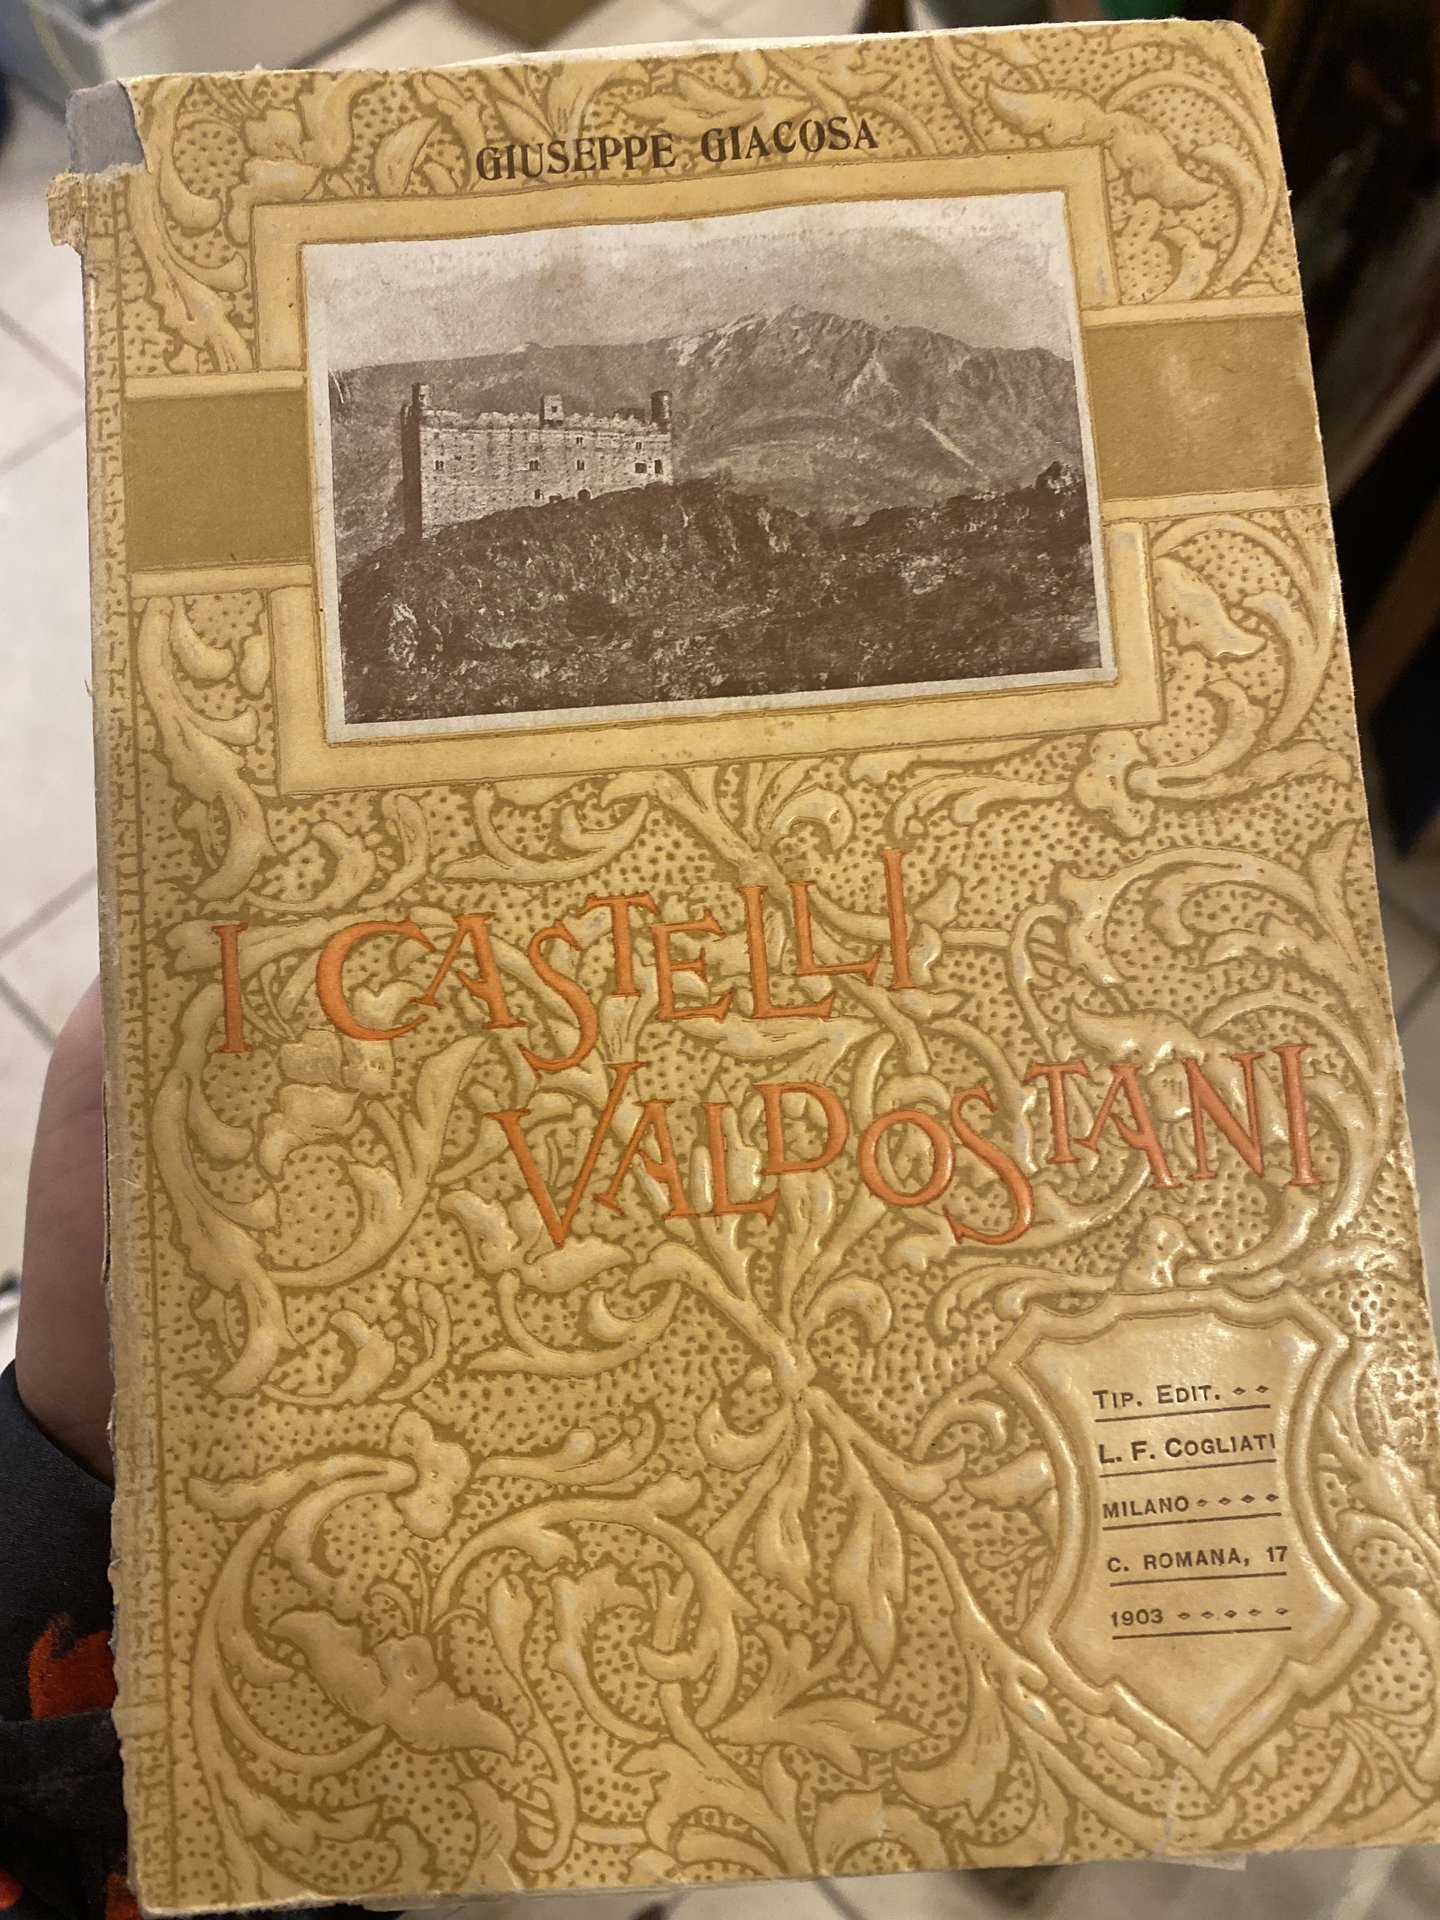 GIUSEPPE GIACOSA
I CASTELLI
VALDOSTANI
TIP. EDIT.
L. F. COGLIATI
MILANO
C. ROMANA, 17
1903